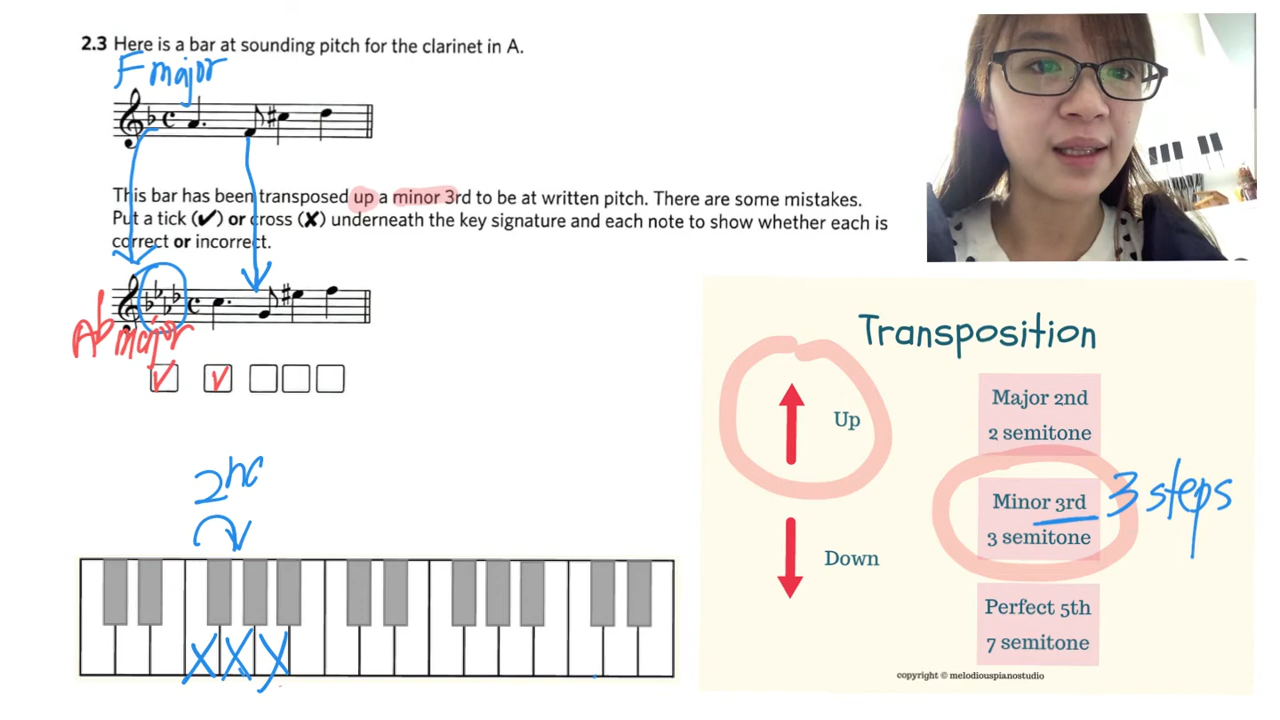 2.3 Here is a bar at sounding pitch for the clarinet in A.
F major
This bar has been transposed up a minor 3rd to be at written pitch. There are some mistakes.
Put a tick (✔) or cross (✘) underneath the key signature and each note to show whether each is
correct or incorrect.
Ab major
Transposition
Up
Down
Major 2nd
2 semitone
Minor 3rd
3 semitone
3 steps
Perfect 5th
7 semitone
copyright © melodiouspianostudio